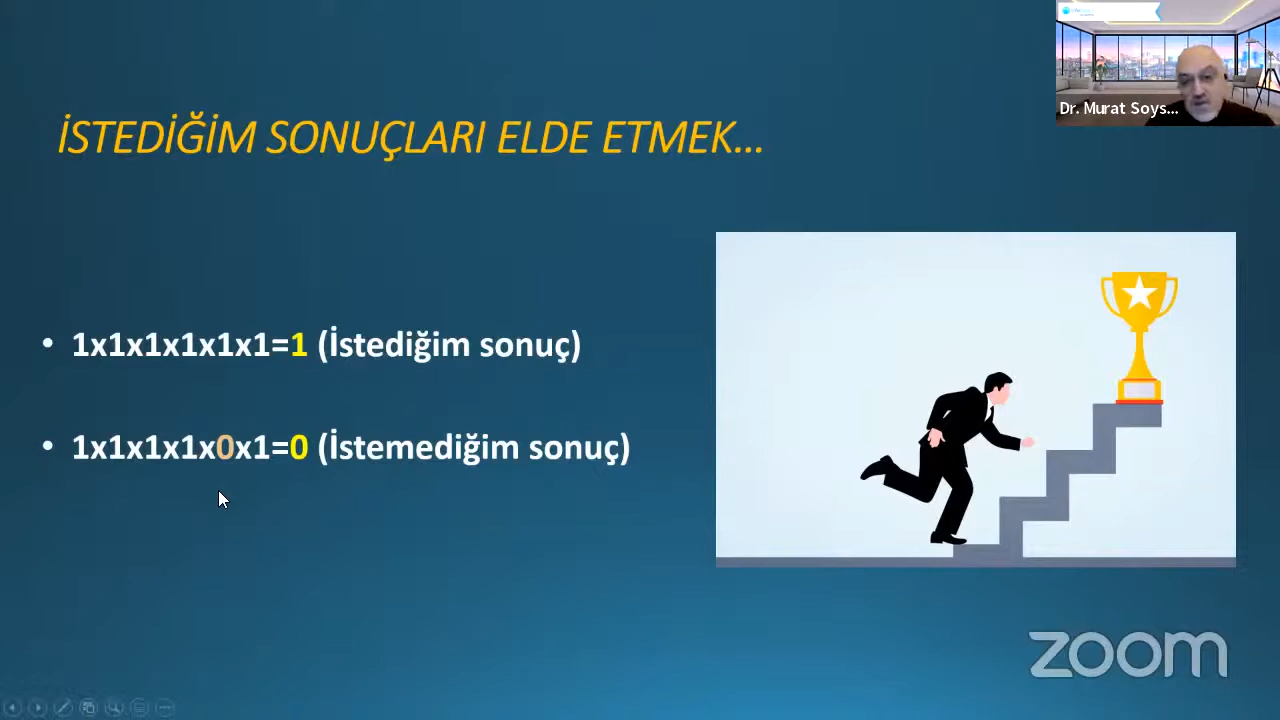 İSTEDİĞİM SONUÇLARI ELDE ETMEK...
Dr. Murat Soys...
• 1x1x1x1x1x1=1 (İstediğim sonuç)
• 1x1x1x1x0x1=0 (İstemediğim sonuç)
zoom